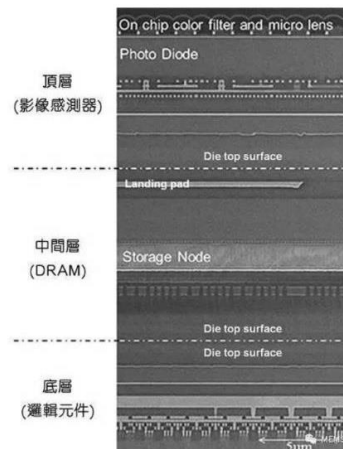 On chip color filter and micro lens
Photo Diode
頂層
(影像感測器)
Die top surface
Landing pad
中間層
(DRAM)
Storage Node
Die top surface
Die top surface
底層
(邏輯元件)
5um